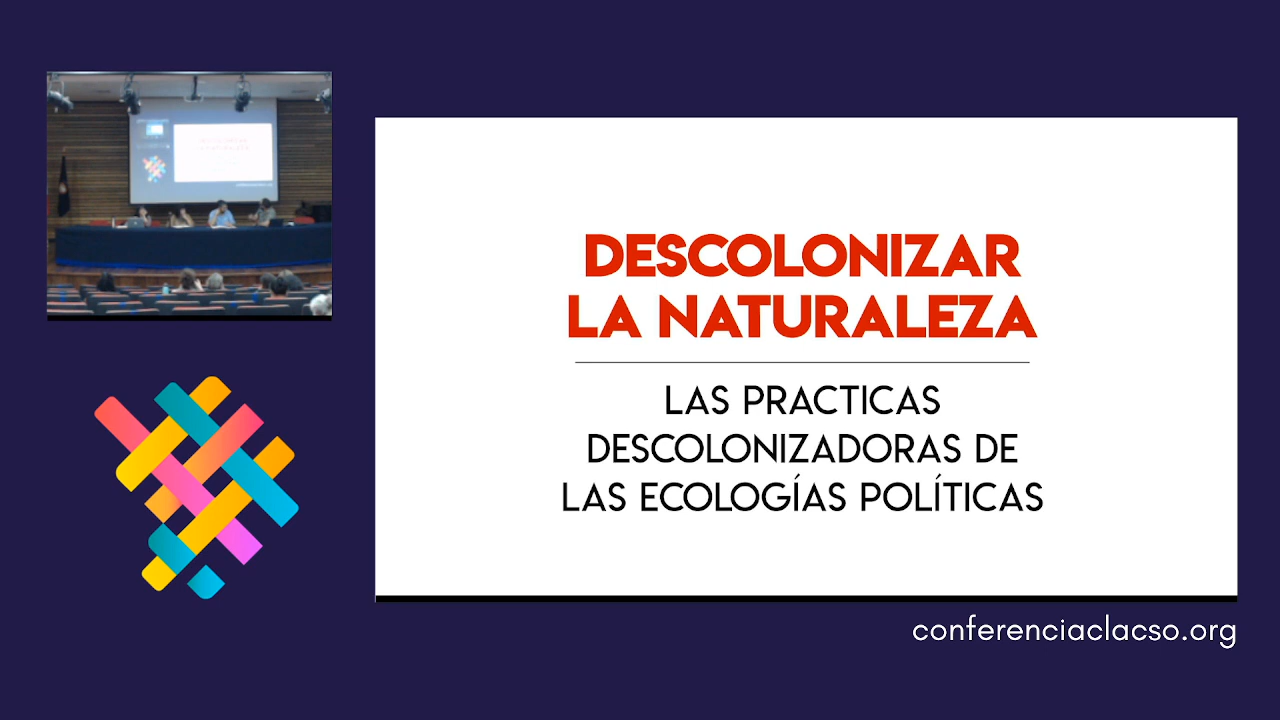 DESCOLONIZAR
LA NATURALEZA
LAS PRACTICAS
DESCOLONIZADORAS DE
LAS ECOLOGÍAS POLÍTICAS
conferenciaclacso.org